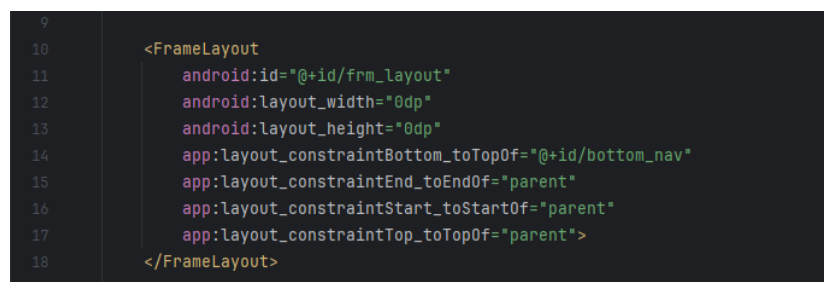 9
10 <FrameLayout
11 android:id="@+id/frm_layout"
12 android:layout_width="0dp"
13 android:layout_height="0dp"
14 app:layout_constraintBottom_toTopOf="@+id/bottom_nav"
15 app:layout_constraintEnd_toEndOf="parent"
16 app:layout_constraintStart_toStartOf="parent"
17 app:layout_constraintTop_toTopOf="parent">
18 </FrameLayout>